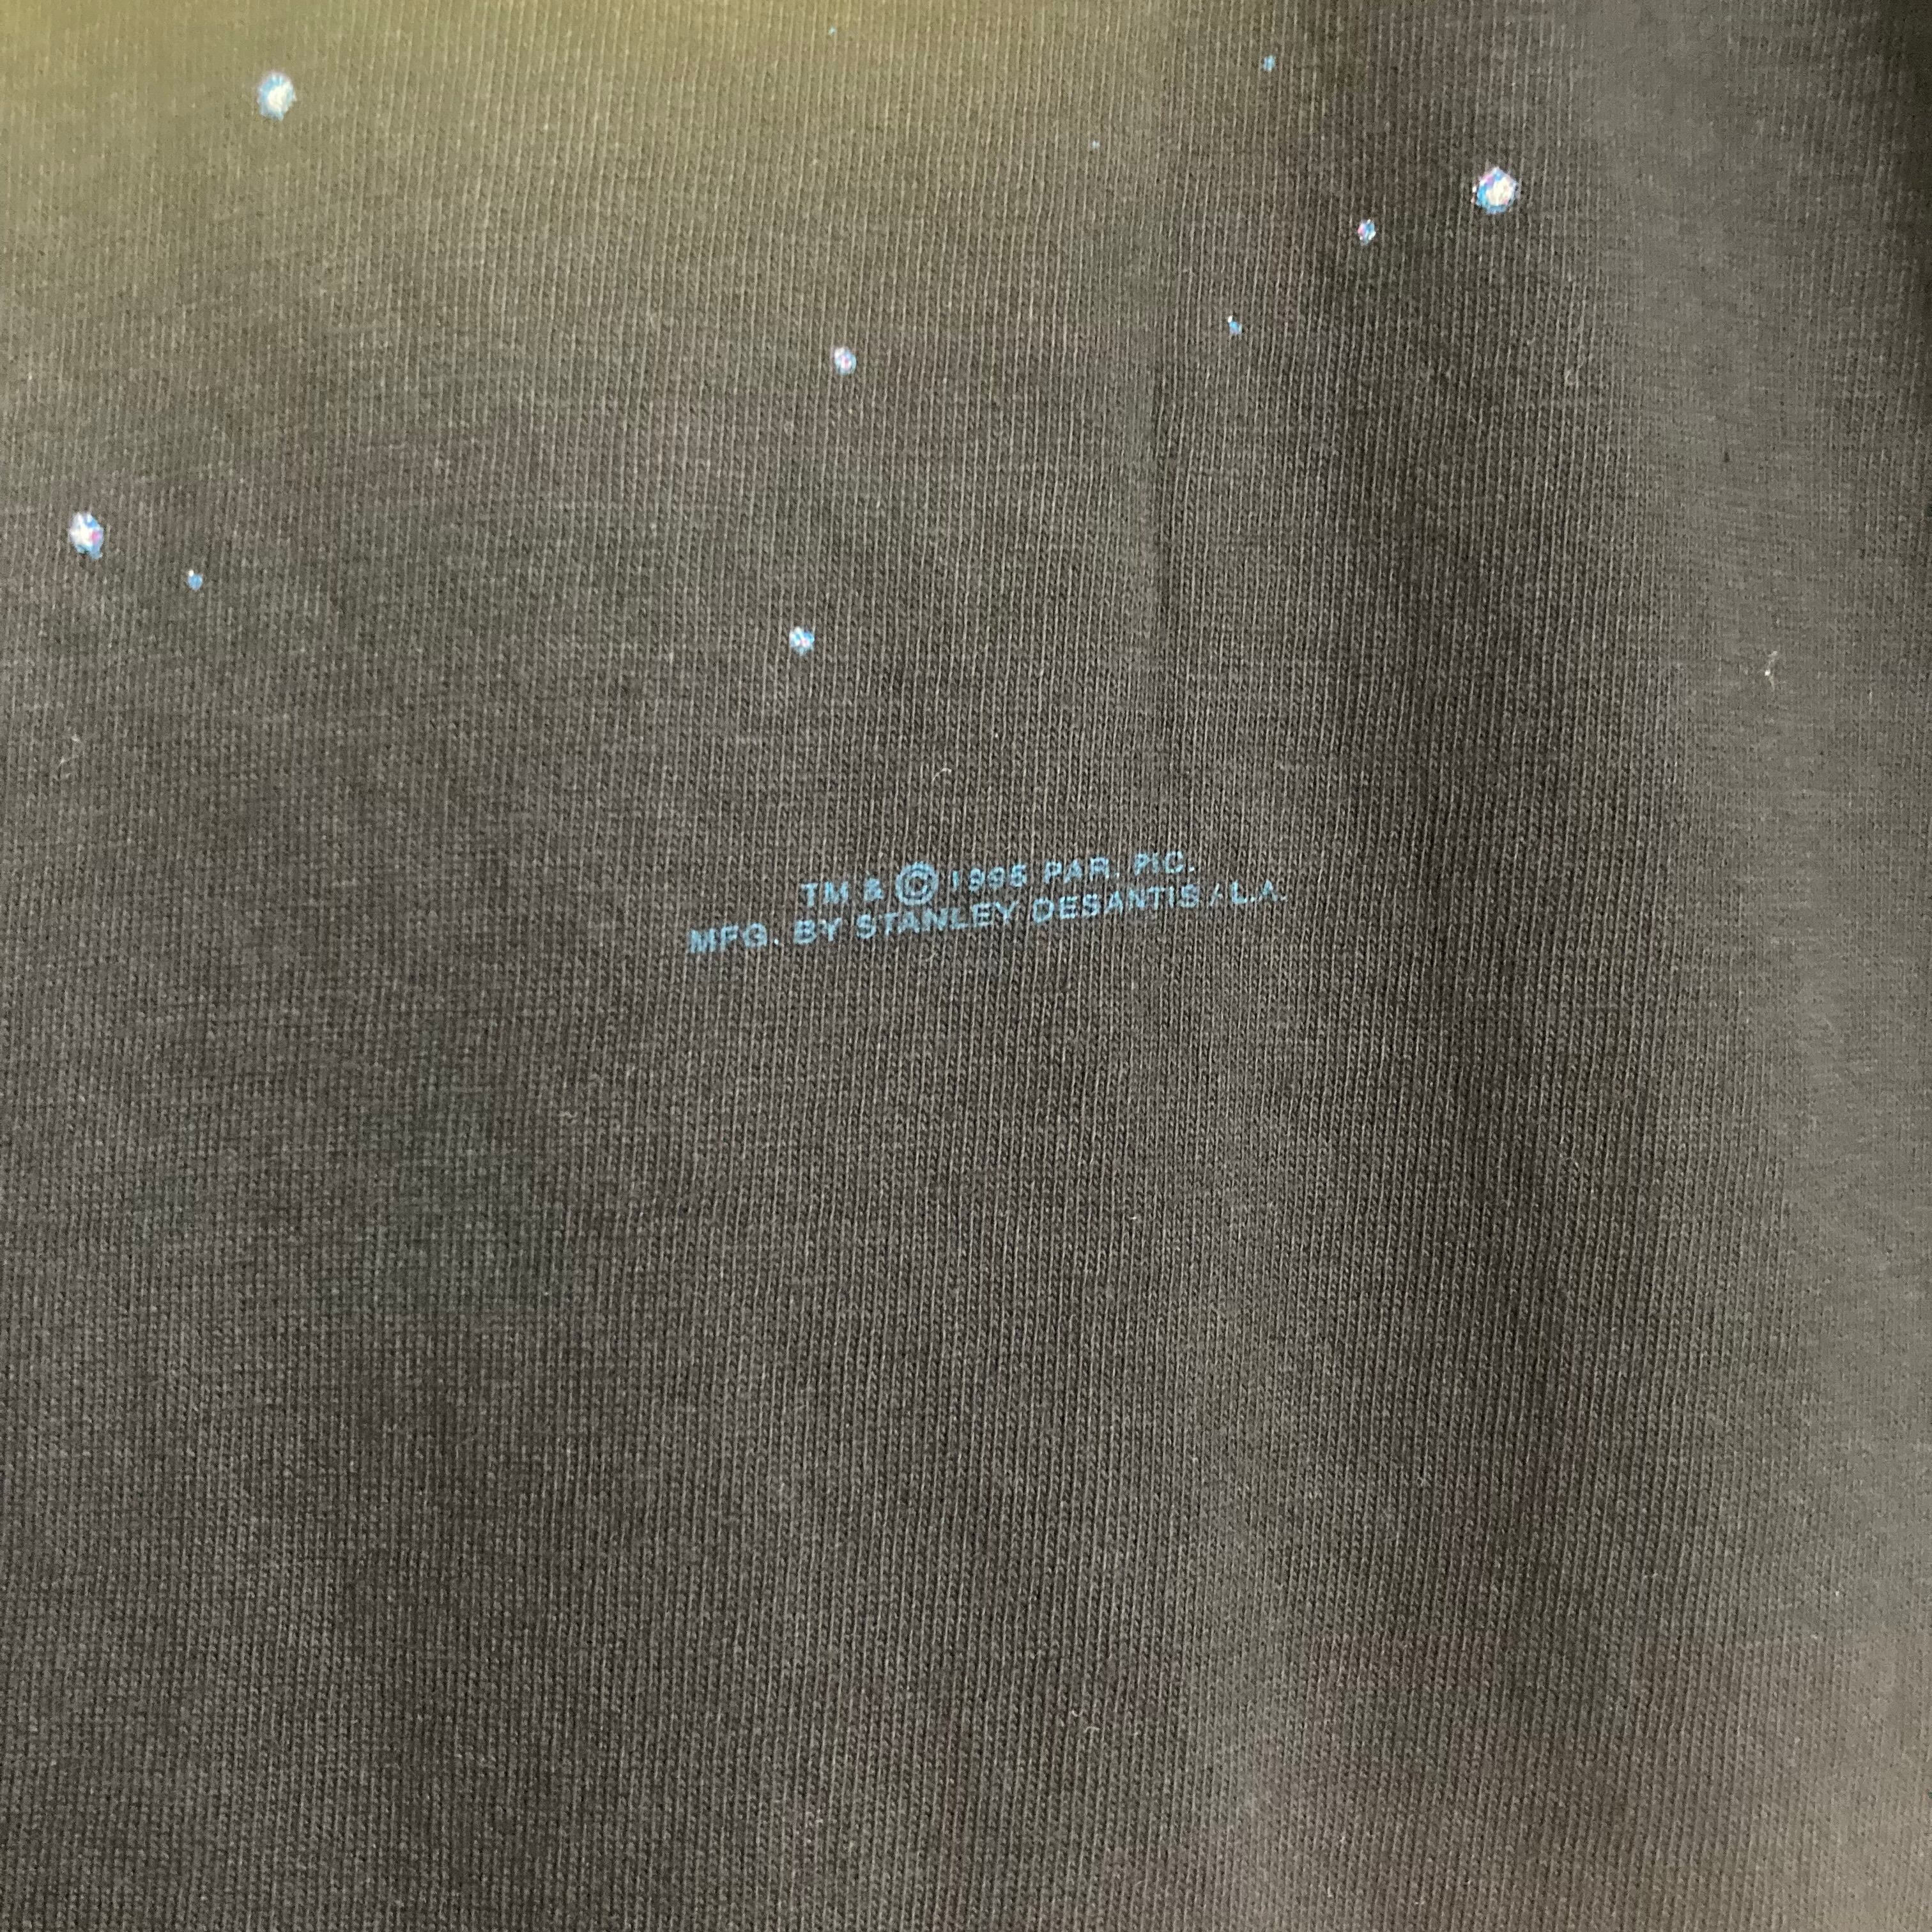 TM & © 1995 PAR. PIC.
MFG. BY STANLEY DESANTIS / L.A.